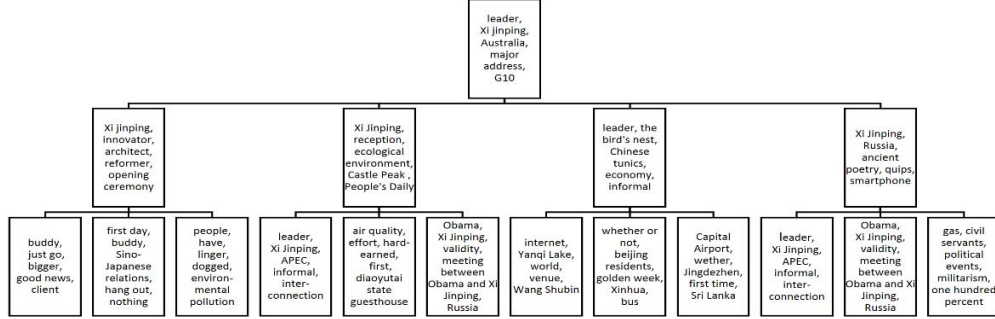 leader,
Xi jinping,
Australia,
major
address,
G10
Xi jinping,
innovator,
architect,
reformer,
opening
ceremony
Xi Jinping,
reception,
ecological
environment,
Castle Peak ,
People's Daily
leader, the
bird's nest,
Chinese
tunics,
economy,
informal
Xi Jinping,
Russia,
ancient
poetry, quips,
smartphone
buddy,
just go,
bigger,
good news,
client
first day,
buddy,
Sino-
Japanese
relations,
hang out,
nothing
people,
have,
linger,
dogged,
environ-
mental
pollution
leader,
Xi Jinping,
APEC,
informal,
inter-
connection
air quality,
effort, hard-
earned,
first,
diaoyutai
state
guesthouse
Obama,
Xi Jinping,
validity,
meeting
between
Obama and Xi
Jinping,
Russia
internet,
Yanqi Lake,
world,
venue,
Wang Shubin
whether or
not,
beijing
residents,
golden week,
Xinhua,
bus
Capital
Airport,
wether,
Jingdezhen,
first time,
Sri Lanka
leader,
Xi Jinping,
APEC,
informal,
inter-
connection
Obama,
Xi Jinping,
validity,
meeting
between
Obama and Xi
Jinping,
Russia
gas, civil
servants,
political
events,
militarism,
one hundred
percent